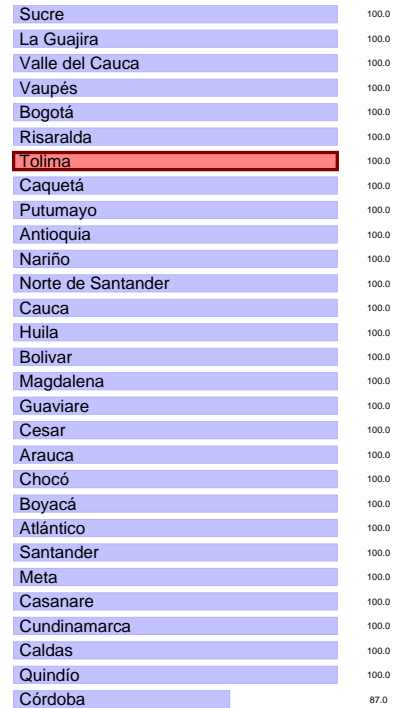 Sucre 100.0
La Guajira 100.0
Valle del Cauca 100.0
Vaupés 100.0
Bogotá 100.0
Risaralda 100.0
Tolima 100.0
Caquetá 100.0
Putumayo 100.0
Antioquia 100.0
Nariño 100.0
Norte de Santander 100.0
Cauca 100.0
Huila 100.0
Bolivar 100.0
Magdalena 100.0
Guaviare 100.0
Cesar 100.0
Arauca 100.0
Chocó 100.0
Boyacá 100.0
Atlántico 100.0
Santander 100.0
Meta 100.0
Casanare 100.0
Cundinamarca 100.0
Caldas 100.0
Quindío 100.0
Córdoba 87.0